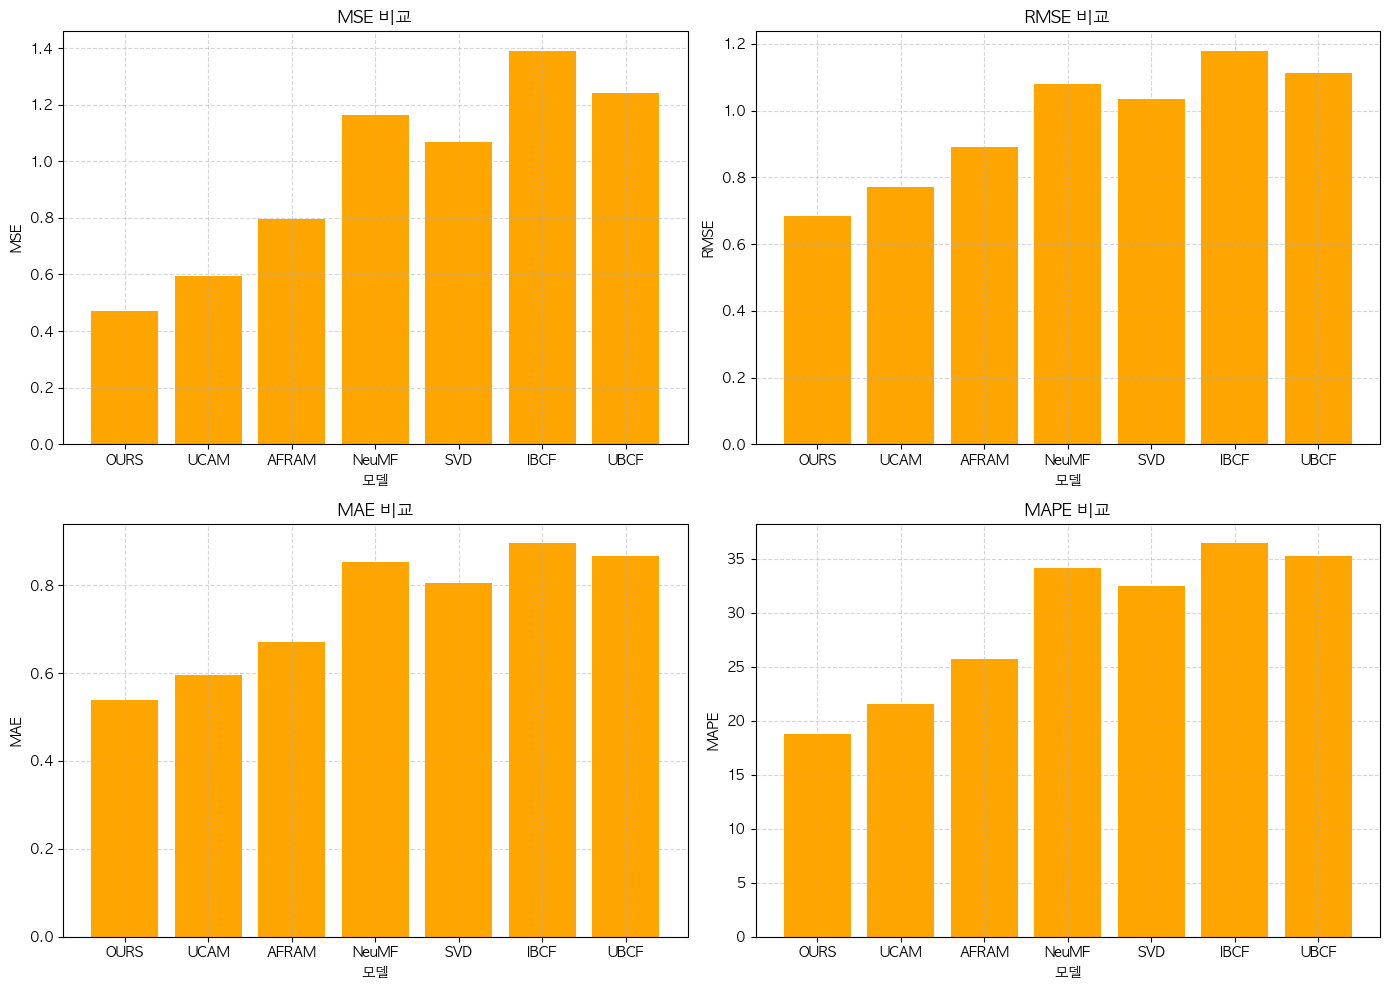 MSE 비교
1.4
1.2
1.0
0.8
0.6
0.4
0.2
0.0
MSE
OURS UCAM AFRAM NeuMF SVD IBCF UBCF
모델
RMSE 비교
1.2
1.0
0.8
0.6
0.4
0.2
0.0
RMSE
OURS UCAM AFRAM NeuMF SVD IBCF UBCF
모델
MAE 비교
0.8
0.6
0.4
0.2
0.0
MAE
OURS UCAM AFRAM NeuMF SVD IBCF UBCF
모델
MAPE 비교
35
30
25
20
15
10
5
0
MAPE
OURS UCAM AFRAM NeuMF SVD IBCF UBCF
모델